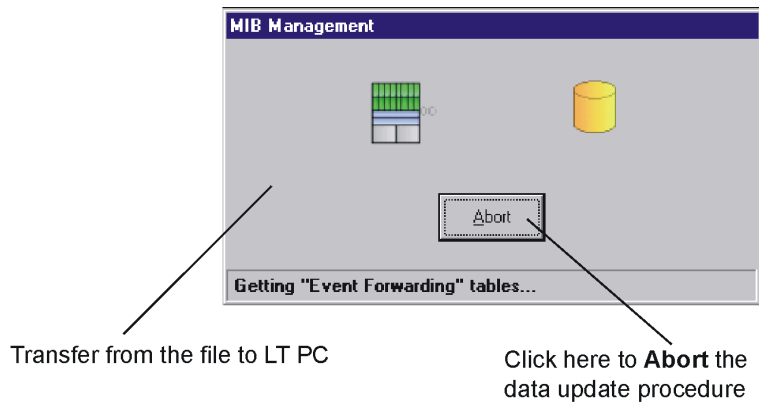 MIB Management
Abort
Getting "Event Forwarding" tables...
Transfer from the file to LT PC
Click here to Abort the
data update procedure